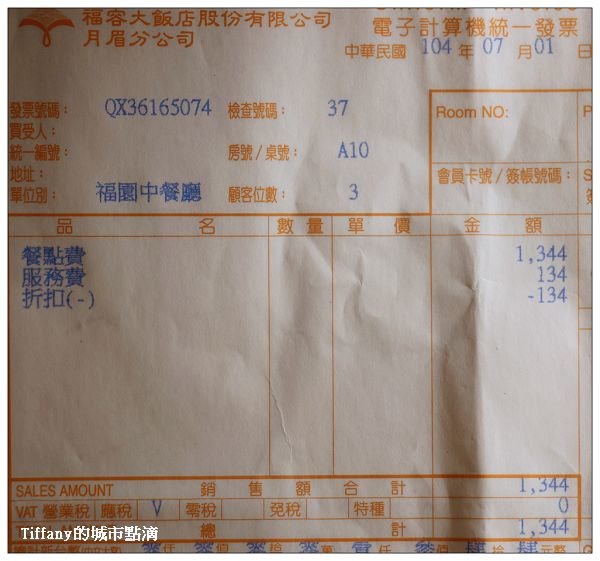 福容大飯店股份有限公司
月眉分公司
電子計算機統一發票
中華民國 104 年 07 月 01 日
發票號碼： QX36165074 檢查號碼： 37
買受人：
統一編號： 房號／桌號： A10
地址：
單位別： 福園中餐廳 顧客位數： 3
Room NO:
會員卡號／簽帳號碼：
品 名 數 量 單 價 金 額
餐點費 1,344
服務費 134
折扣(-) -134
SALES AMOUNT 銷 售 額 合 計 1,344
VAT 營業稅 應稅 V 零稅 免稅 特種 0
總 計 1,344
Tiffany的城市點滴